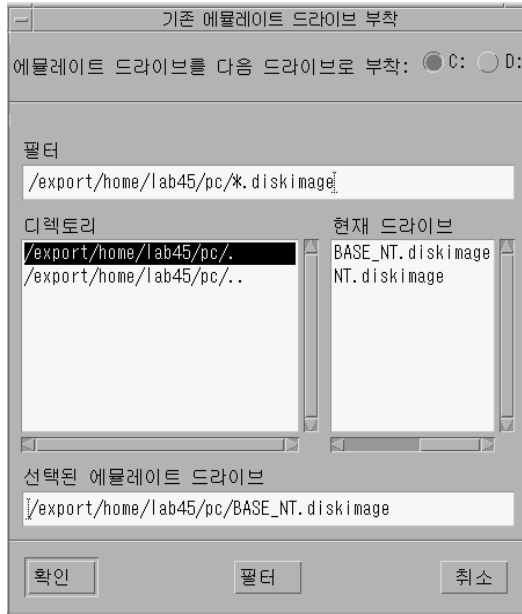 기존 에뮬레이트 드라이브 부착
에뮬레이트 드라이브를 다음 드라이브로 부착: C: D:
필터
/export/home/lab45/pc/*.diskimage
디렉토리
/export/home/lab45/pc/.
/export/home/lab45/pc/..
현재 드라이브
BASE_NT.diskimage
NT.diskimage
선택된 에뮬레이트 드라이브
/export/home/lab45/pc/BASE_NT.diskimage
확인 필터 취소